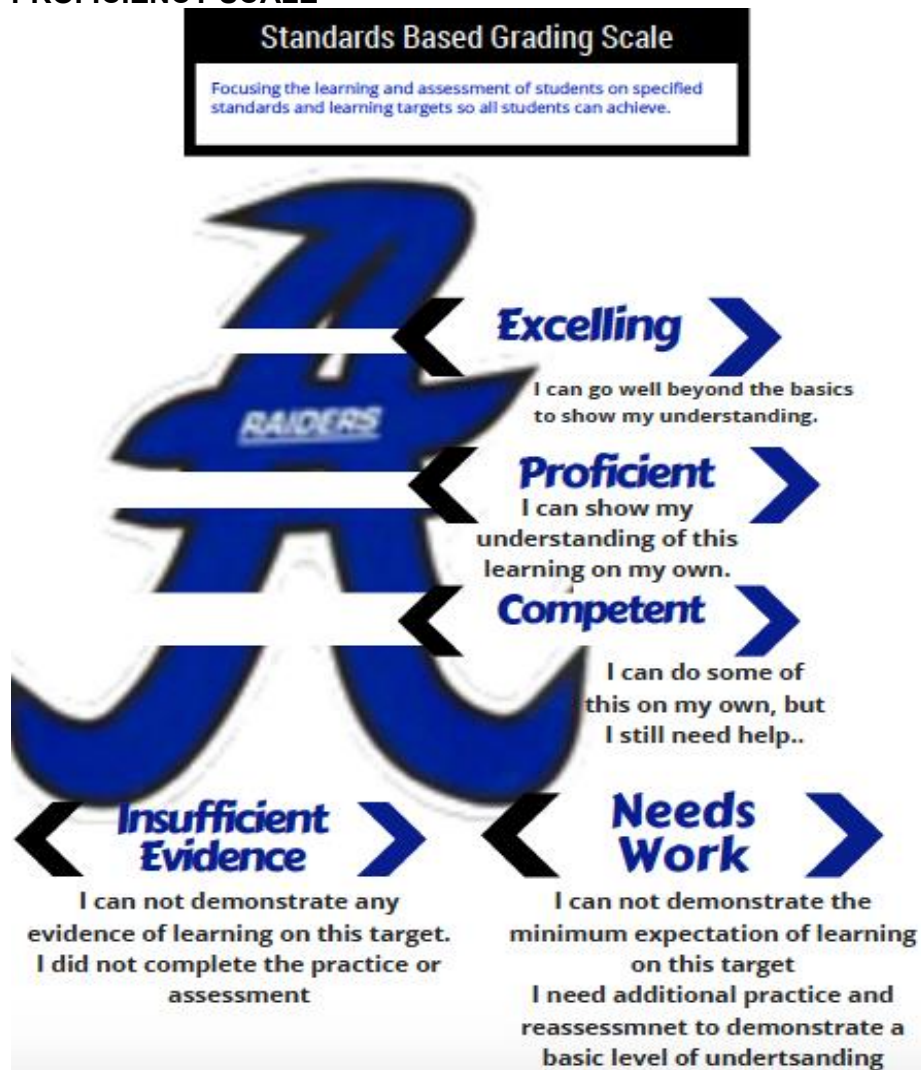 PROFICIENCY SCALE
Standards Based Grading Scale
Focusing the learning and assessment of students on specified
standards and learning targets so all students can achieve.
Excelling
I can go well beyond the basics
to show my understanding.
RAIDERS
Proficient
I can show my
understanding of this
learning on my own.
Competent
I can do some of
this on my own, but
I still need help..
Insufficient
Evidence
I can not demonstrate any
evidence of learning on this target.
I did not complete the practice or
assessment
Needs
Work
I can not demonstrate the
minimum expectation of learning
on this target
I need additional practice and
reassessmnet to demonstrate a
basic level of undertsanding